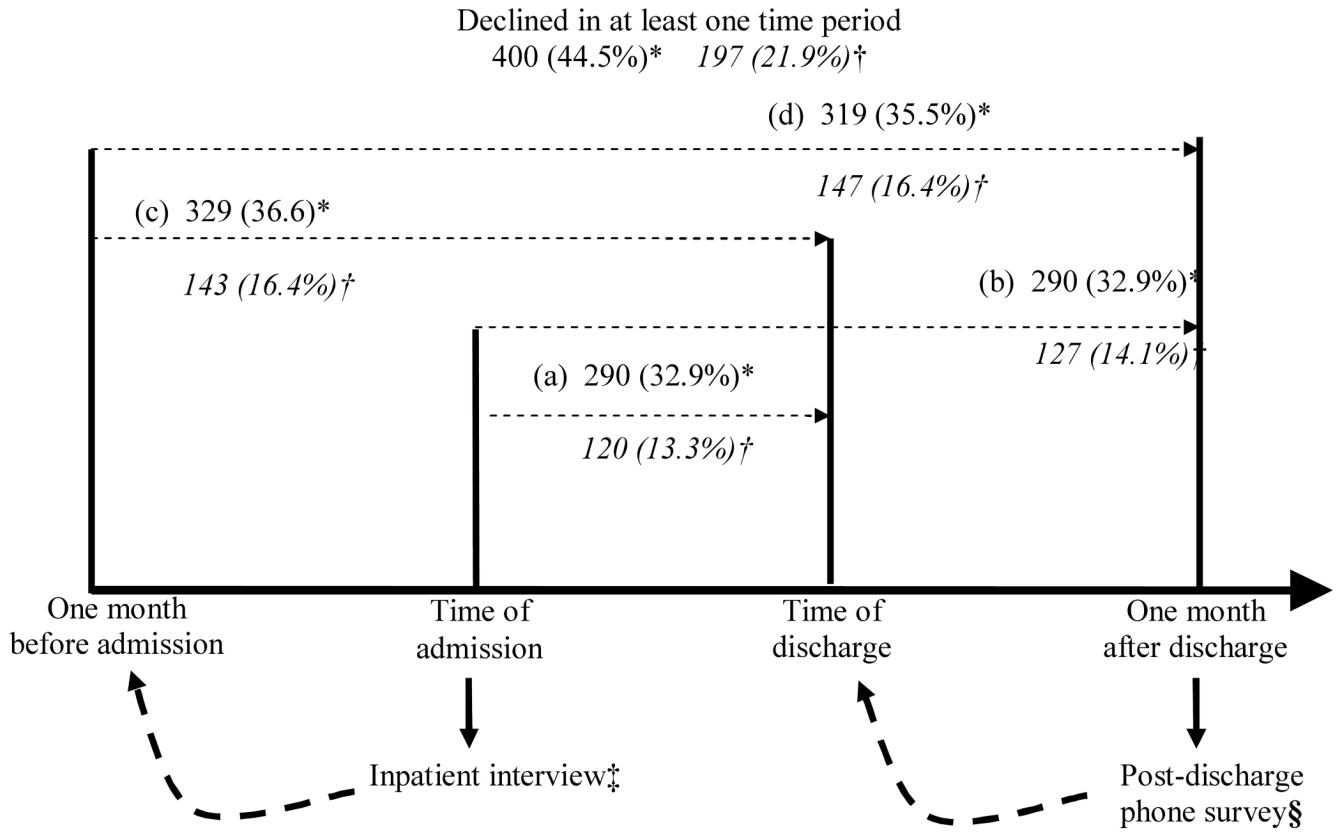 Declined in at least one time period
400 (44.5%)* 197 (21.9%)†
(d) 319 (35.5%)*
147 (16.4%)†
(c) 329 (36.6)*
143 (16.4%)†
(b) 290 (32.9%)*
127 (14.1%)†
(a) 290 (32.9%)*
120 (13.3%)†
One month
before admission
Time of
admission
Time of
discharge
One month
after discharge
Inpatient interview‡
Post-discharge
phone survey§